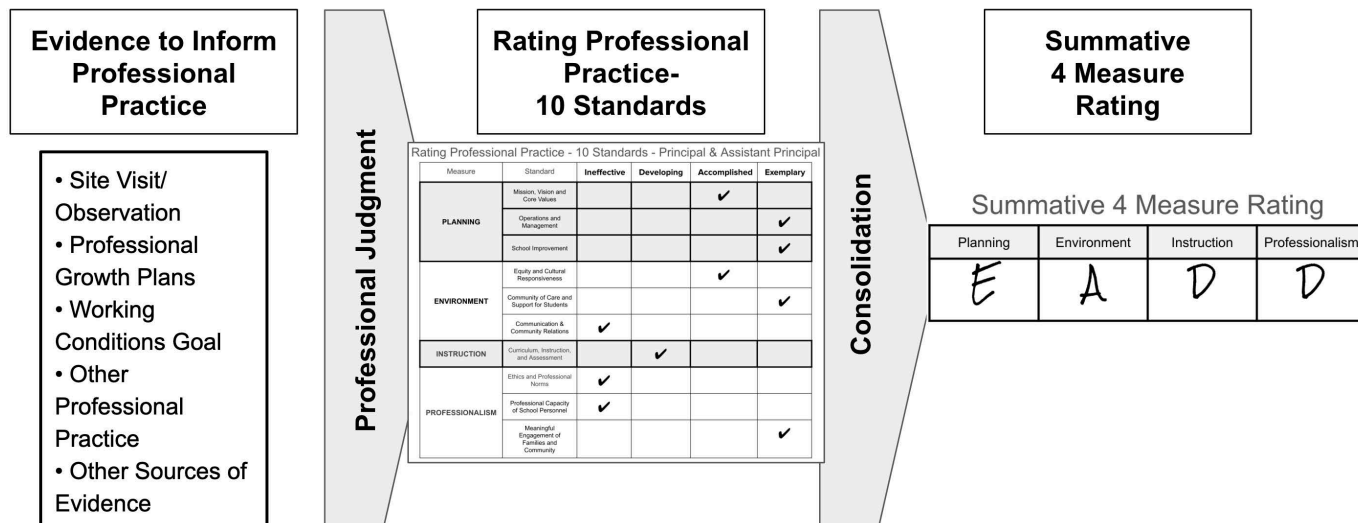 Evidence to Inform
Professional
Practice
• Site Visit/
Observation
• Professional
Growth Plans
• Working
Conditions Goal
• Other
Professional
Practice
• Other Sources of
Evidence
Professional Judgment
Rating Professional
Practice-
10 Standards
Rating Professional Practice - 10 Standards - Principal & Assistant Principal
Measure Standard Ineffective Developing Accomplished Exemplary
PLANNING
Mission, Vision and
Core Values ✔
Operations and
Management ✔
School Improvement ✔
ENVIRONMENT
Equity and Cultural
Responsiveness ✔
Community of Care and
Support for Students ✔
Communication &
Community Relations ✔
INSTRUCTION
Curriculum, Instruction,
and Assessment ✔
PROFESSIONALISM
Ethics and Professional
Norms ✔
Professional Capacity
of School Personnel ✔
Meaningful
Engagement of
Families and
Community ✔
Consolidation
Summative
4 Measure
Rating
Summative 4 Measure Rating
Planning Environment Instruction Professionalism
E A D D